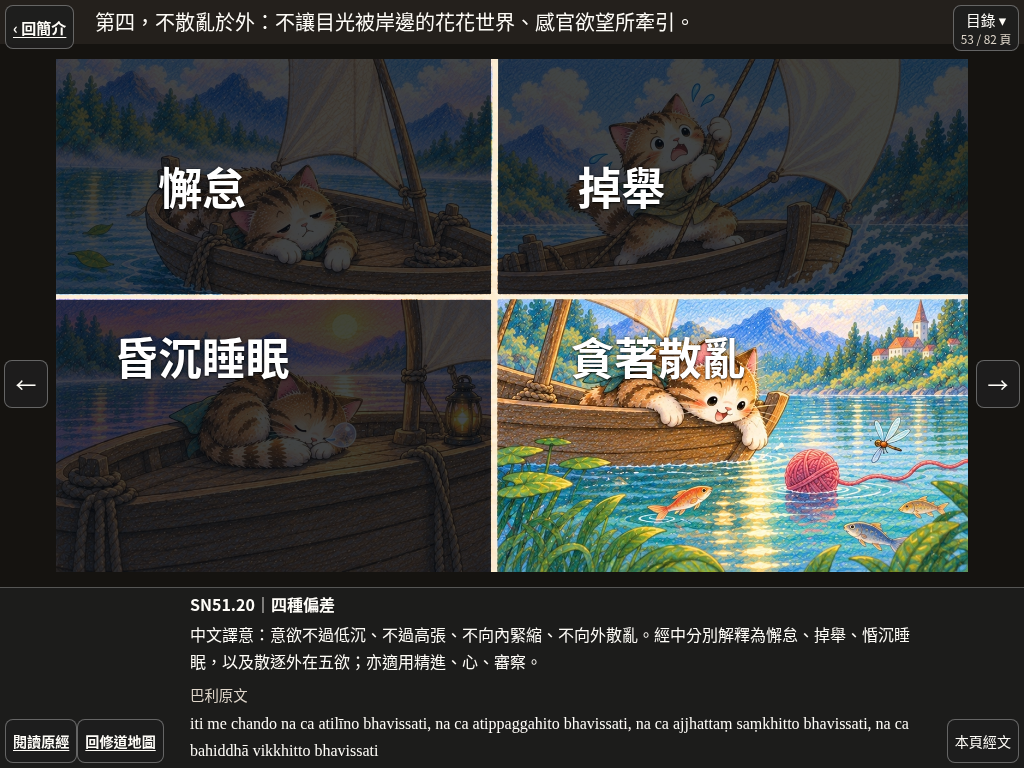 ‹ 回簡介
第四，不散亂於外：不讓目光被岸邊的花花世界、感官欲望所牽引。
目錄 ▾
53 / 82 頁
懈怠
掉舉
昏沉睡眠
貪著散亂
←
→
SN51.20｜四種偏差
中文譯意：意欲不過低沉、不過高張、不向內緊縮、不向外散亂。經中分別解釋為懈怠、掉舉、惛沉睡
眠，以及散逐外在五欲；亦適用精進、心、審察。
巴利原文
iti me chando na ca atilīno bhavissati, na ca atippaggahito bhavissati, na ca ajjhattaṃ saṃkhitto bhavissati, na ca
bahiddhā vikkhitto bhavissati
閱讀原經
回修道地圖
本頁經文